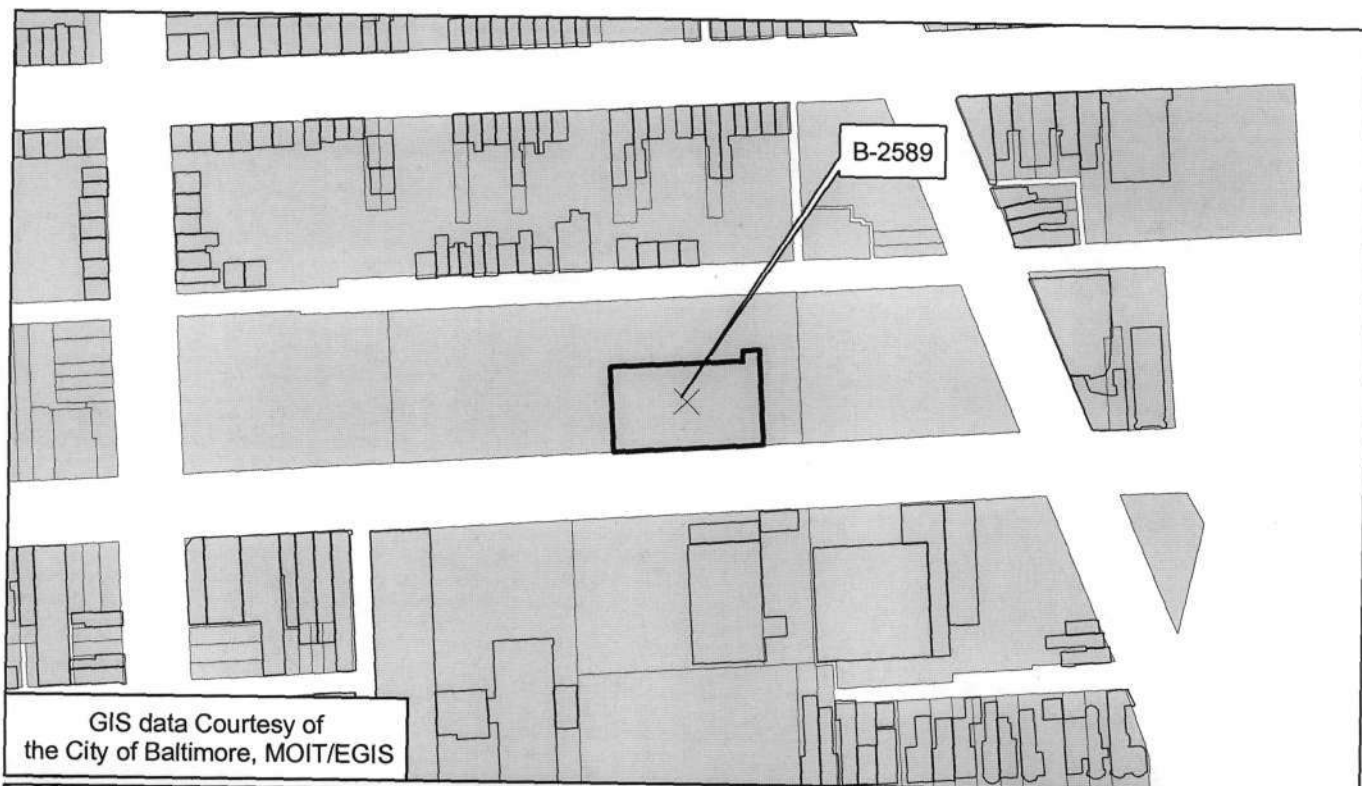 B-2589
GIS data Courtesy of
the City of Baltimore, MOIT/EGIS